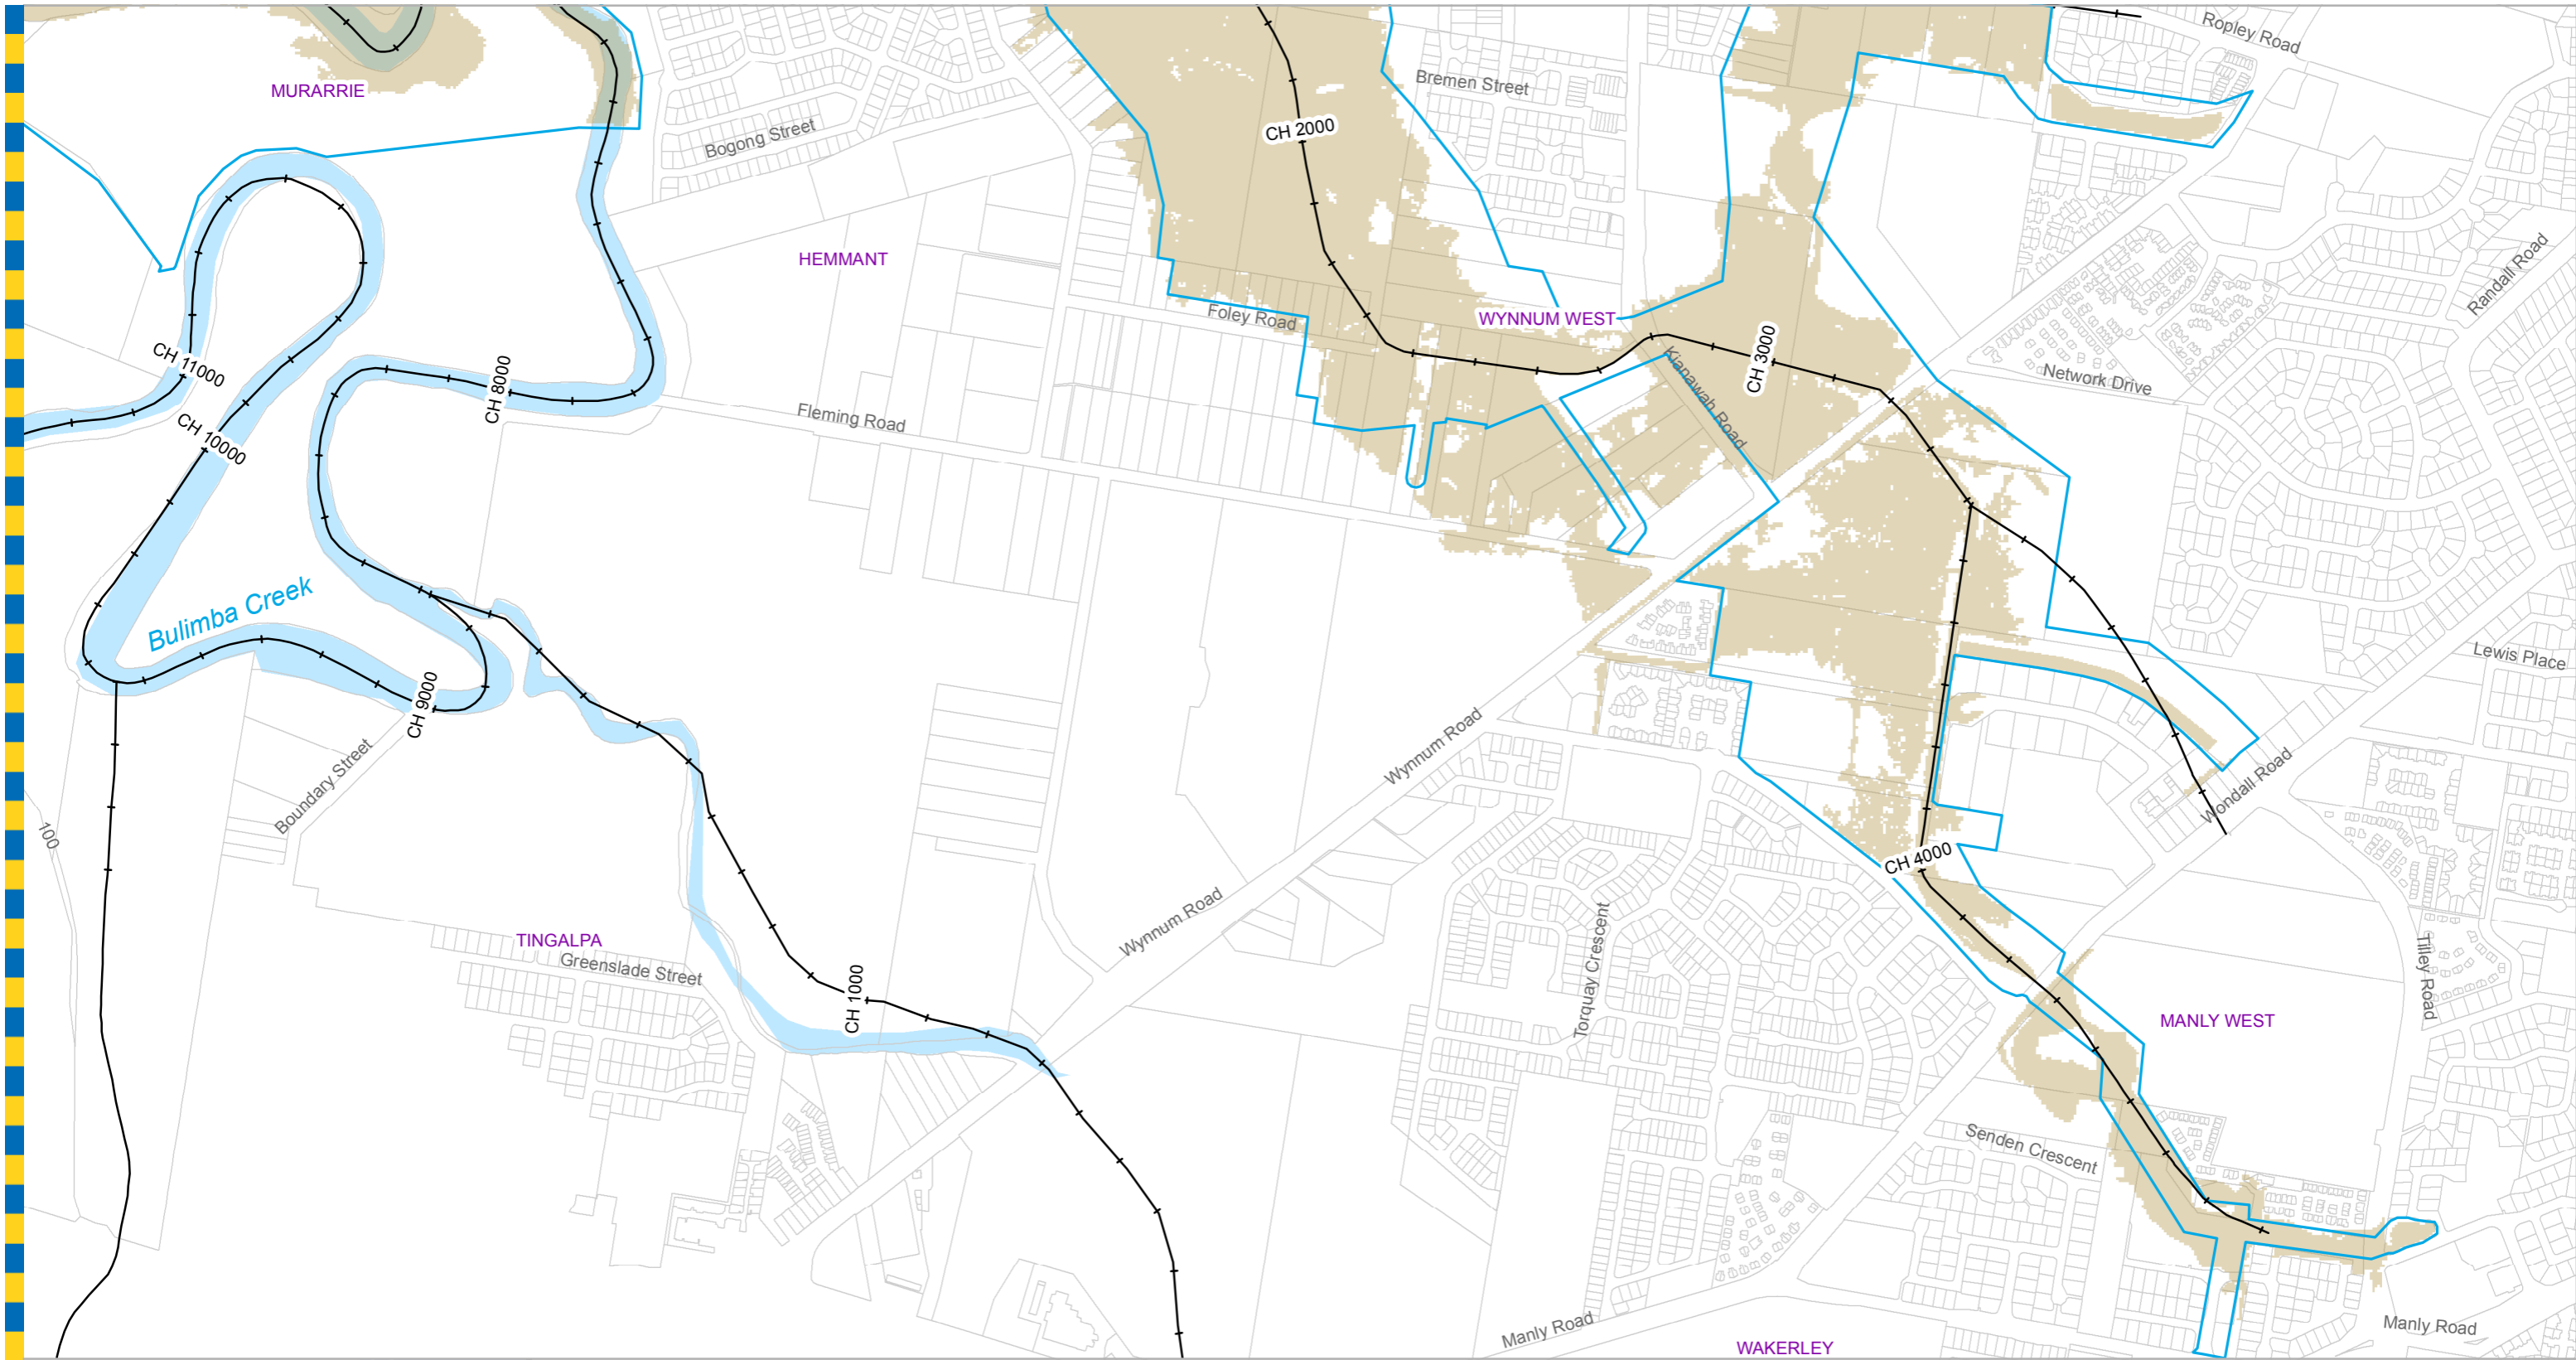 Ropley Road
MURARRIE
Bremen Street
Bogong Street
CH 2000
HEMMANT
Randall Road
Foley Road
WYNNUM WEST
Kianawah Road
CH 3000
CH 11000
CH 8000
Network Drive
Fleming Road
CH 10000
Bulimba Creek
Lewis Place
CH 9000
Wynnum Road
Boundary Street
Wondall Road
100
CH 4000
Wynnum Road
Torquay Crescent
TINGALPA
Greenslade Street
Tilley Road
CH 1000
MANLY WEST
Senden Crescent
Manly Road
Manly Road
WAKERLEY